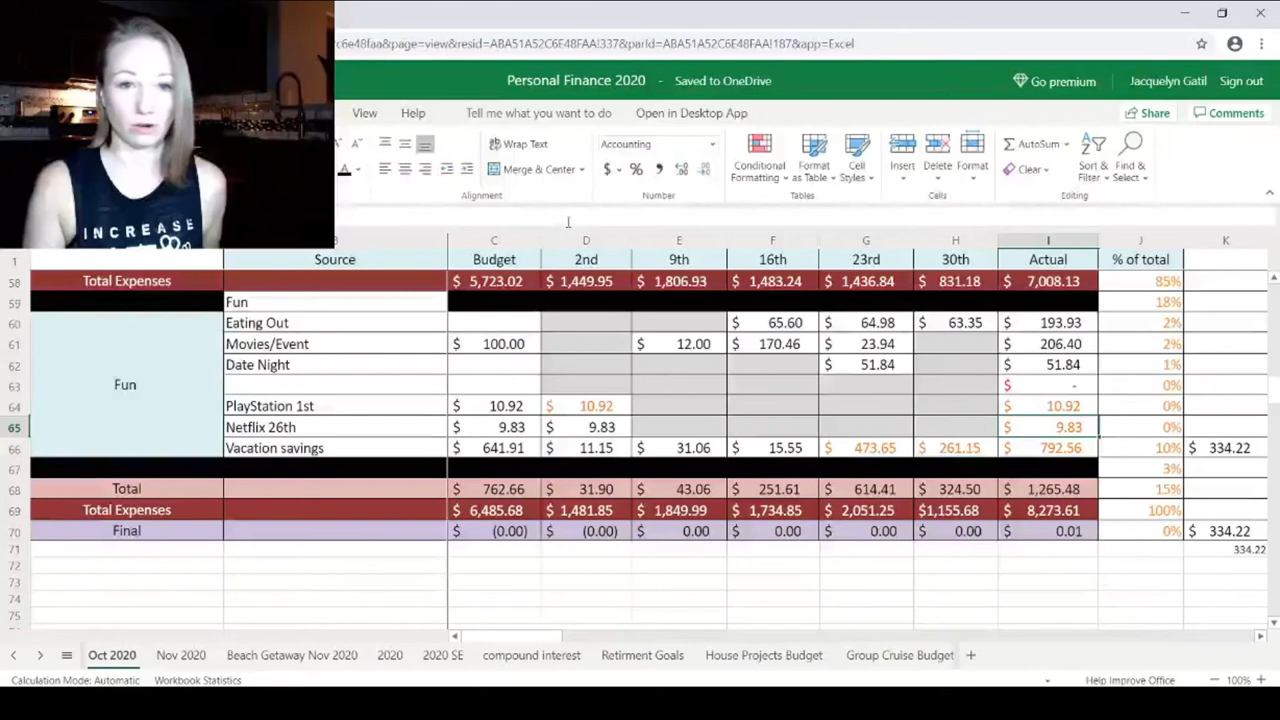 c6e48faa&page=view&resid=ABA51A52C6E48FAA!337&parId=ABA51A52C6E48FAA!187&app=Excel
Personal Finance 2020 - Saved to OneDrive Go premium Jacquelyn Gatil Sign out
View Help Tell me what you want to do Open in Desktop App Share Comments
Wrap Text Accounting Conditional Formatting Format as Table Cell Styles Insert Delete Format AutoSum Sort & Filter Find & Select
A Merge & Center $ % , Clear
Alignment Number Tables Cells Editing
INCREASE
B C D E F G H I J K
1 Source Budget 2nd 9th 16th 23rd 30th Actual % of total
58 Total Expenses $ 5,723.02 $ 1,449.95 $ 1,806.93 $ 1,483.24 $ 1,436.84 $ 831.18 $ 7,008.13 85%
59 Fun 18%
60 Eating Out $ 65.60 $ 64.98 $ 63.35 $ 193.93 2%
61 Movies/Event $ 100.00 $ 12.00 $ 170.46 $ 23.94 $ 206.40 2%
62 Date Night $ 51.84 $ 51.84 1%
63 Fun $ - 0%
64 PlayStation 1st $ 10.92 $ 10.92 $ 10.92 0%
65 Netflix 26th $ 9.83 $ 9.83 $ 9.83 0%
66 Vacation savings $ 641.91 $ 11.15 $ 31.06 $ 15.55 $ 473.65 $ 261.15 $ 792.56 10% $ 334.22
67 3%
68 Total $ 762.66 $ 31.90 $ 43.06 $ 251.61 $ 614.41 $ 324.50 $ 1,265.48 15%
69 Total Expenses $ 6,485.68 $ 1,481.85 $ 1,849.99 $ 1,734.85 $ 2,051.25 $1,155.68 $ 8,273.61 100%
70 Final $ (0.00) $ (0.00) $ 0.00 $ 0.00 $ 0.00 $ 0.00 $ 0.01 0% $ 334.22
71 334.22
72
73
74
75
Oct 2020 Nov 2020 Beach Getaway Nov 2020 2020 2020 SE compound interest Retirment Goals House Projects Budget Group Cruise Budget
Calculation Mode: Automatic Workbook Statistics Help Improve Office 100%